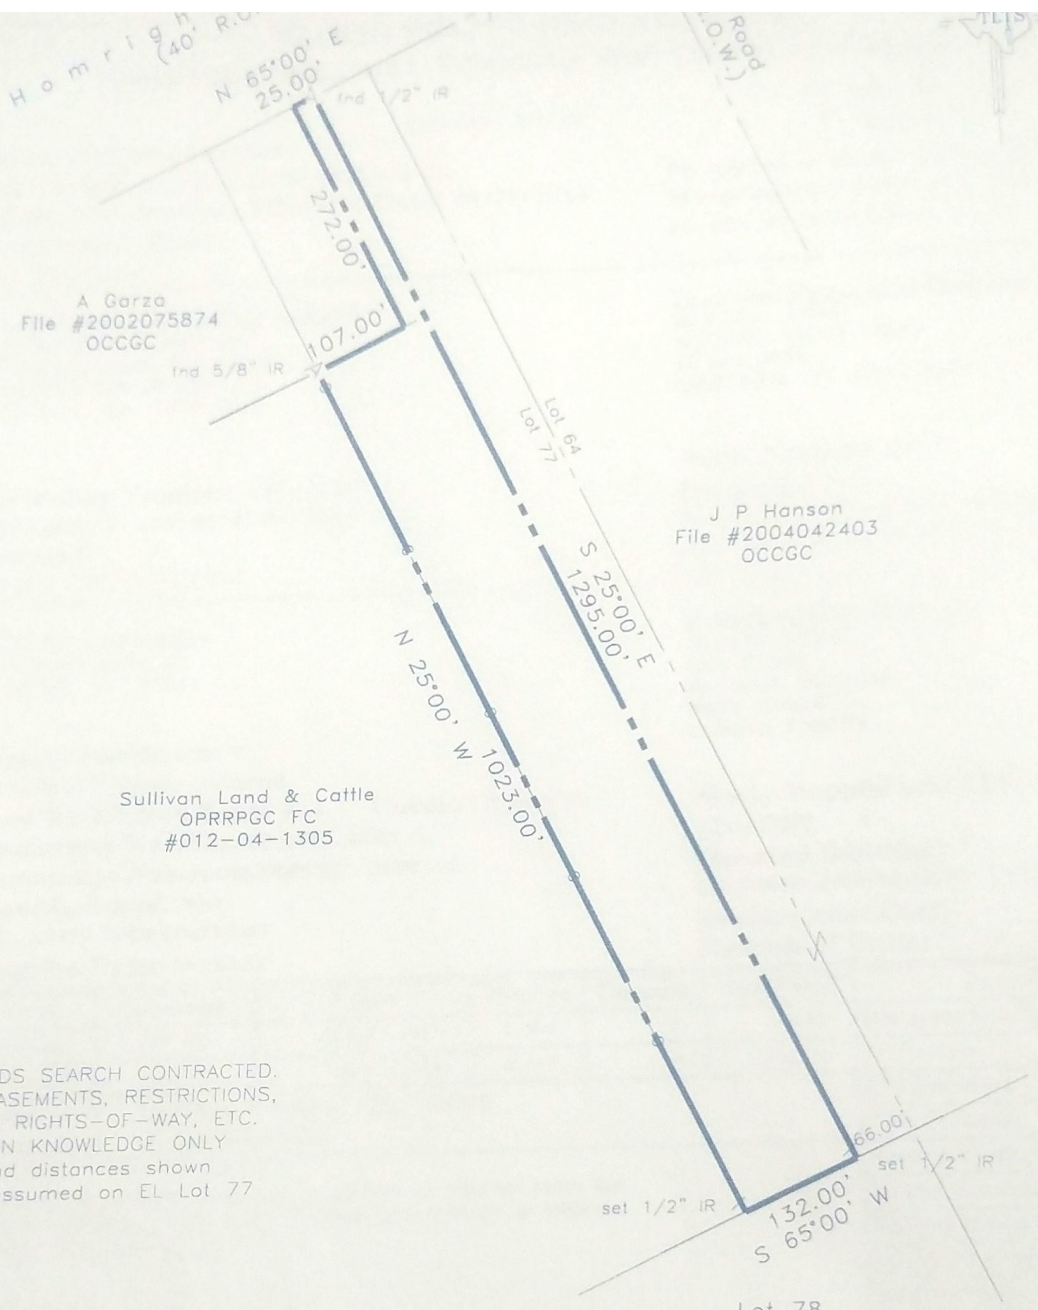 (40' R.O
Rood
.O.W.)
TLTS
N 65°00' E
25.00'
fnd 1/2" IR
272.00'
A Garza
File #2002075874
OCCGC
107.00'
fnd 5/8" IR
Lot 64
Lot 77
J P Hanson
File #2004042403
OCCGC
S 25°00' E
1295.00'
N 25°00' W
1023.00'
Sullivan Land & Cattle
OPRRPGC FC
#012-04-1305
DS SEARCH CONTRACTED.
ASEMENTS, RESTRICTIONS,
RIGHTS-OF-WAY, ETC.
N KNOWLEDGE ONLY
nd distances shown
ssumed on EL Lot 77
66.00'
set 1/2" IR
set 1/2" IR
132.00'
S 65°00' W
Lot 78